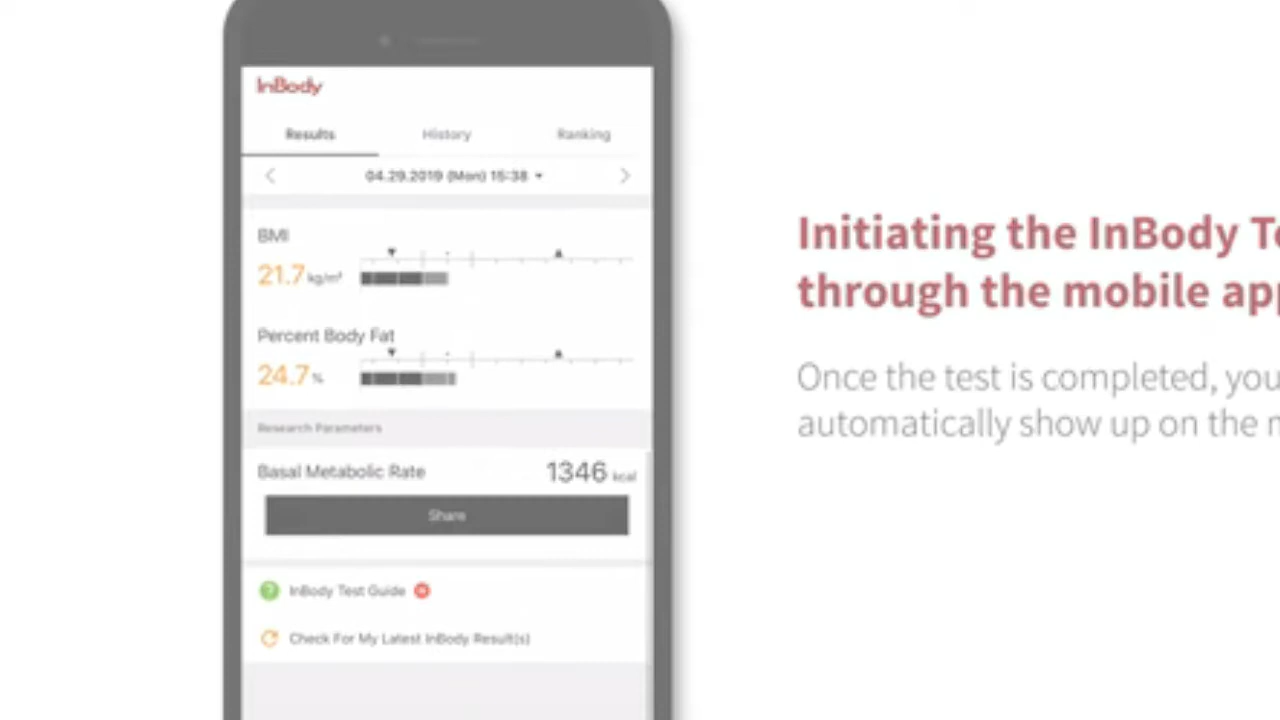 InBody
Results History Ranking
04.29.2019 (Mon) 15:38
BMI
21.7 kg/m²
Percent Body Fat
24.7 %
Research Parameters
Basal Metabolic Rate 1346 kcal
Share
InBody Test Guide
Check For My Latest InBody Result(s)
Initiating the InBody Te
through the mobile app
Once the test is completed, you
automatically show up on the m